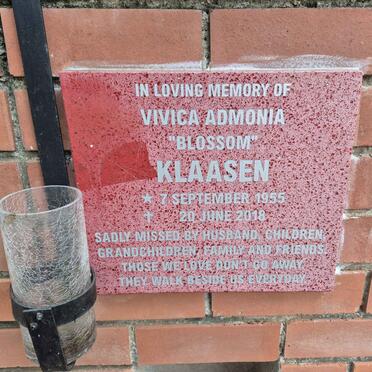 IN LOVING MEMORY OF
VIVICA ADMONIA
"BLOSSOM"
KLAASEN
★ 7 SEPTEMBER 1955
✝ 20 JUNE 2018
SADLY MISSED BY HUSBAND, CHILDREN,
GRANDCHILDREN, FAMILY AND FRIENDS.
THOSE WE LOVE DON'T GO AWAY
THEY WALK BESIDE US EVERYDAY